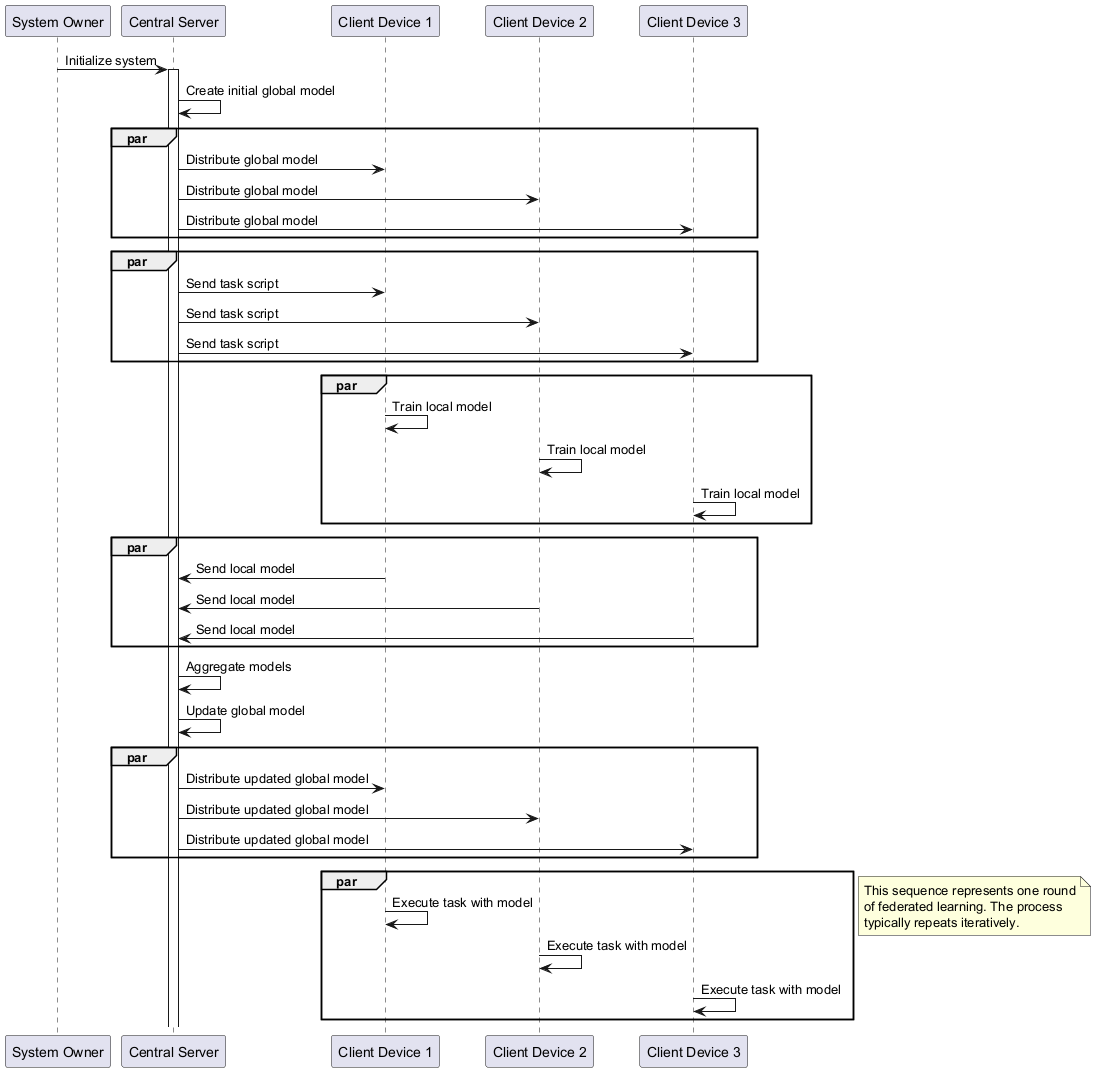 System Owner
Central Server
Client Device 1
Client Device 2
Client Device 3
Initialize system
Create initial global model
par
Distribute global model
Distribute global model
Distribute global model
par
Send task script
Send task script
Send task script
par
Train local model
Train local model
Train local model
par
Send local model
Send local model
Send local model
Aggregate models
Update global model
par
Distribute updated global model
Distribute updated global model
Distribute updated global model
par
This sequence represents one round
of federated learning. The process
typically repeats iteratively.
Execute task with model
Execute task with model
Execute task with model
System Owner
Central Server
Client Device 1
Client Device 2
Client Device 3